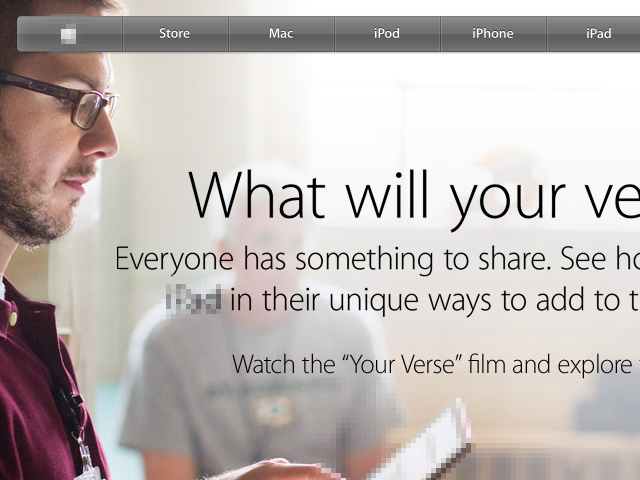 Store Mac iPod iPhone iPad
What will your ve
Everyone has something to share. See ho
in their unique ways to add to t
Watch the “Your Verse” film and explore